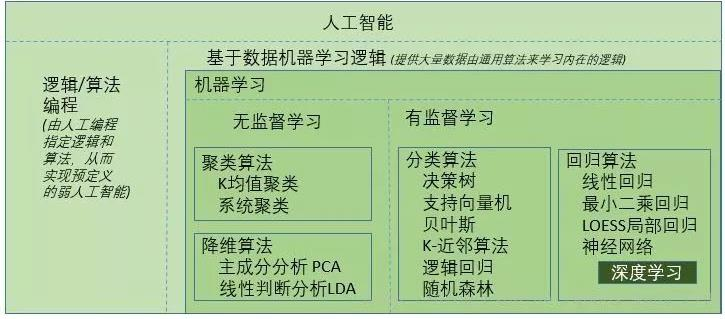 人工智能
逻辑/算法
编程
(由人工编程
指定逻辑和
算法，从而
实现预定义
的弱人工智能)
基于数据机器学习逻辑 (提供大量数据由通用算法来学习内在的逻辑)
机器学习
无监督学习
聚类算法
K均值聚类
系统聚类
降维算法
主成分分析 PCA
线性判断分析LDA
有监督学习
分类算法
决策树
支持向量机
贝叶斯
K-近邻算法
逻辑回归
随机森林
回归算法
线性回归
最小二乘回归
LOESS局部回归
神经网络
深度学习